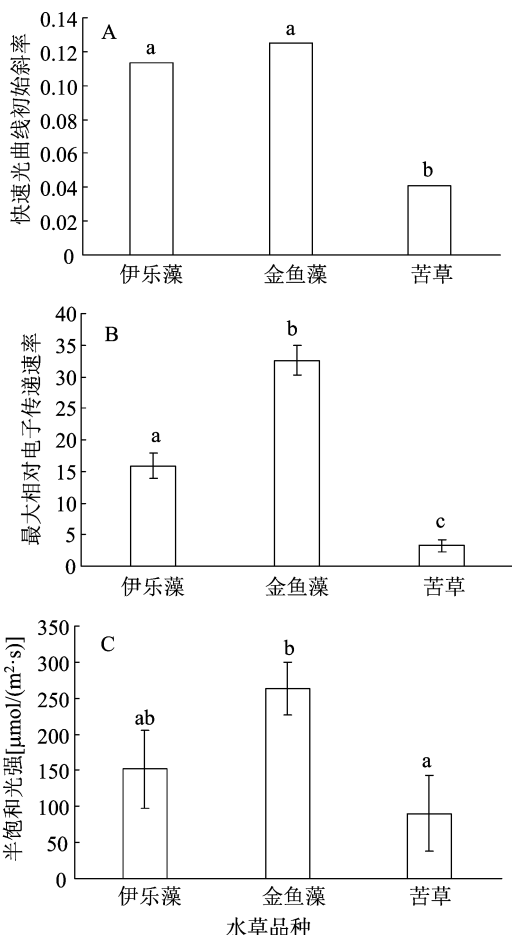 快速光曲线初始斜率
A
0.14
0.12
0.10
0.08
0.06
0.04
0.02
0
a
a
b
伊乐藻
金鱼藻
苦草
最大相对电子传递速率
B
40
35
30
25
20
15
10
5
0
a
b
c
伊乐藻
金鱼藻
苦草
半饱和光强[μmol/(m²·s)]
C
350
300
250
200
150
100
50
0
ab
b
a
伊乐藻
金鱼藻
苦草
水草品种